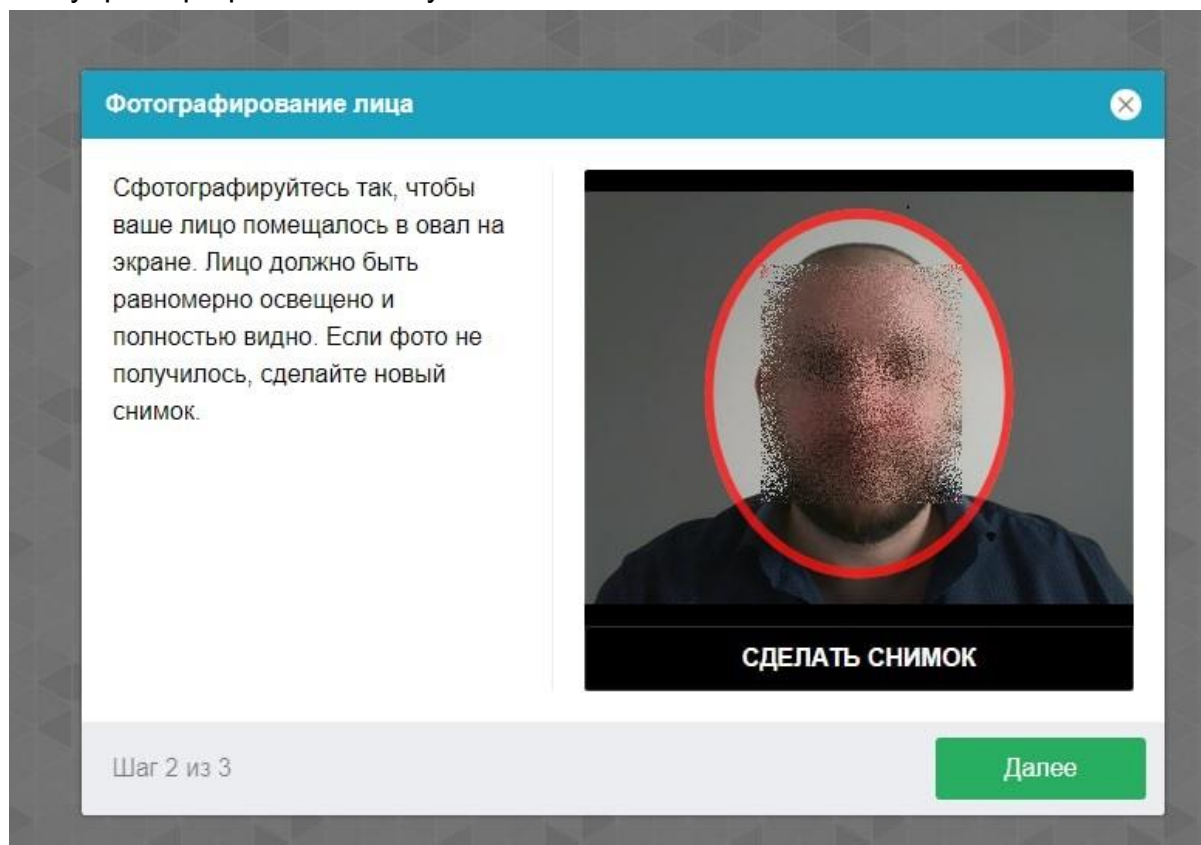 Фотографирование лица
Сфотографируйтесь так, чтобы
ваше лицо помещалось в овал на
экране. Лицо должно быть
равномерно освещено и
полностью видно. Если фото не
получилось, сделайте новый
снимок.
СДЕЛАТЬ СНИМОК
Шаг 2 из 3
Далее